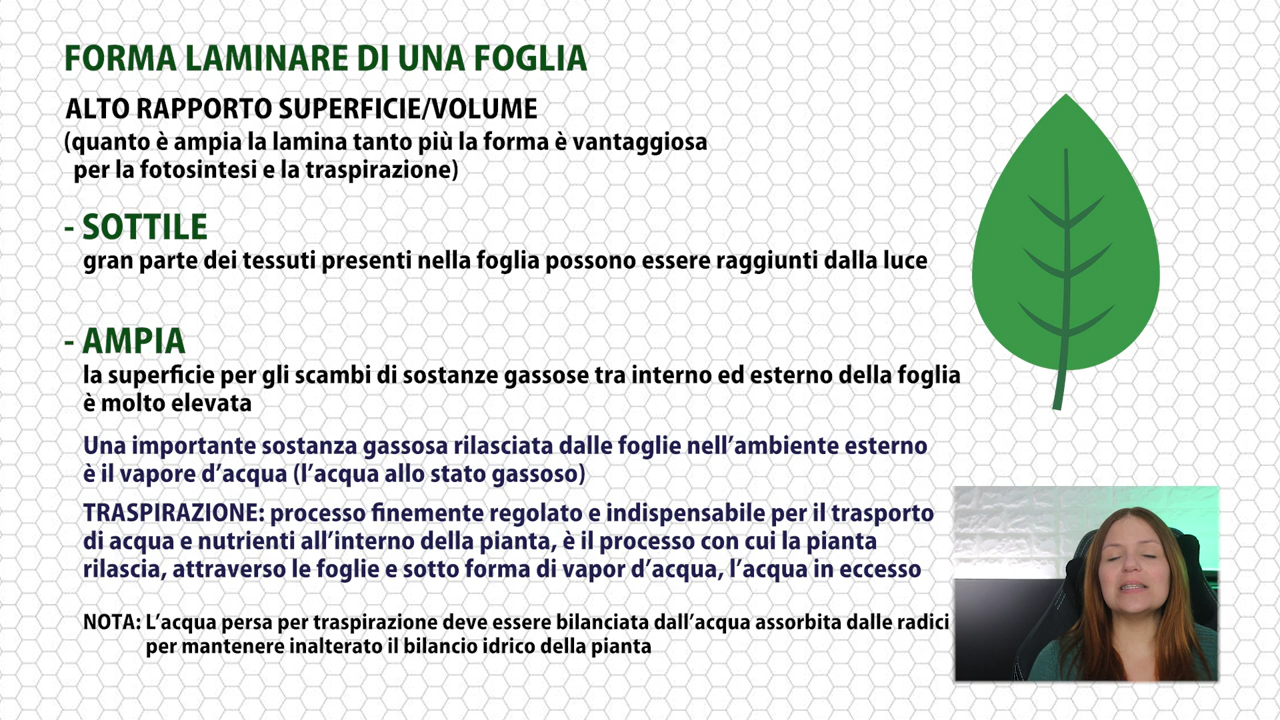 FORMA LAMINARE DI UNA FOGLIA
ALTO RAPPORTO SUPERFICIE/VOLUME
(quanto è ampia la lamina tanto più la forma è vantaggiosa
per la fotosintesi e la traspirazione)
- SOTTILE
gran parte dei tessuti presenti nella foglia possono essere raggiunti dalla luce
- AMPIA
la superficie per gli scambi di sostanze gassose tra interno ed esterno della foglia
è molto elevata
Una importante sostanza gassosa rilasciata dalle foglie nell’ambiente esterno
è il vapore d’acqua (l’acqua allo stato gassoso)
TRASPIRAZIONE: processo finemente regolato e indispensabile per il trasporto
di acqua e nutrienti all’interno della pianta, è il processo con cui la pianta
rilascia, attraverso le foglie e sotto forma di vapor d’acqua, l’acqua in eccesso
NOTA: L’acqua persa per traspirazione deve essere bilanciata dall’acqua assorbita dalle radici
per mantenere inalterato il bilancio idrico della pianta